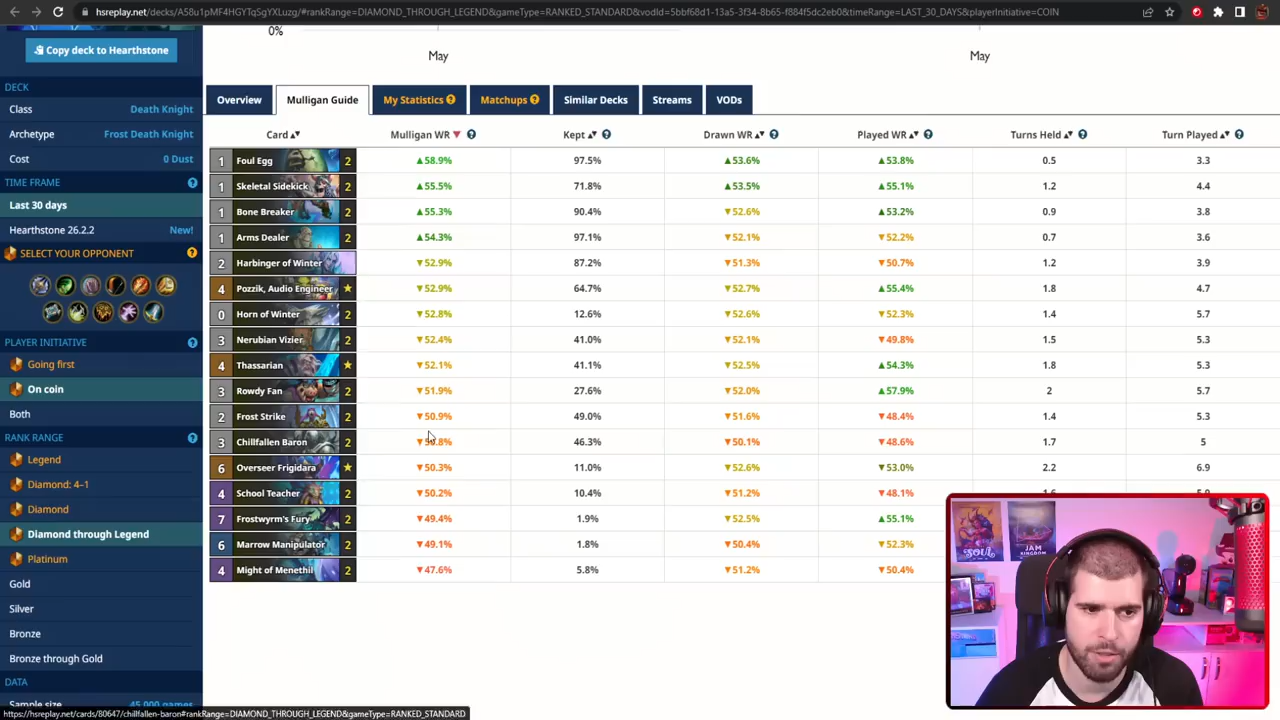 hsreplay.net/decks/A58u1pMF4HGYTqSgYXLuzg/#rankRange=DIAMOND_THROUGH_LEGEND&gameType=RANKED_STANDARD&vodId=5bbf68d1-13a5-3f34-8b65-f884f5dc2eb0&timeRange=LAST_30_DAYS&playerInitiative=COIN
0%
May May
Copy deck to Hearthstone
DECK
Class Death Knight
Archetype Frost Death Knight
Cost 0 Dust
TIME FRAME
Last 30 days
Hearthstone 26.2.2 New!
SELECT YOUR OPPONENT
PLAYER INITIATIVE
Going first
On coin
Both
RANK RANGE
Legend
Diamond: 4–1
Diamond
Diamond through Legend
Platinum
Gold
Silver
Bronze
Bronze through Gold
DATA
Sample size 45,000 games
Overview Mulligan Guide My Statistics Matchups Similar Decks Streams VODs
Card Mulligan WR Kept Drawn WR Played WR Turns Held Turn Played
1 Foul Egg 2 ▲58.9% 97.5% ▲53.6% ▲53.8% 0.5 3.3
1 Skeletal Sidekick 2 ▲55.5% 71.8% ▲53.5% ▲55.1% 1.2 4.4
1 Bone Breaker 2 ▲55.3% 90.4% ▼52.6% ▲53.2% 0.9 3.8
1 Arms Dealer 2 ▲54.3% 97.1% ▼52.1% ▼52.2% 0.7 3.6
2 Harbinger of Winter ▼52.9% 87.2% ▼51.3% ▼50.7% 1.2 3.9
4 Pozzik, Audio Engineer ★ ▼52.9% 64.7% ▼52.7% ▲55.4% 1.8 4.7
0 Horn of Winter 2 ▼52.8% 12.6% ▼52.6% ▼52.3% 1.4 5.7
3 Nerubian Vizier 2 ▼52.4% 41.0% ▼52.1% ▼49.8% 1.5 5.3
4 Thassarian ★ ▼52.1% 41.1% ▼52.5% ▲54.3% 1.8 5.3
3 Rowdy Fan 2 ▼51.9% 27.6% ▼52.0% ▲57.9% 2 5.7
2 Frost Strike 2 ▼50.9% 49.0% ▼51.6% ▼48.4% 1.4 5.3
3 Chillfallen Baron 2 46.3% ▼50.1% ▼48.6% 1.7 5
6 Overseer Frigidara ★ ▼50.3% 11.0% ▼52.6% ▼53.0% 2.2 6.9
4 School Teacher 2 ▼50.2% 10.4% ▼51.2% ▼48.1%
7 Frostwyrm's Fury 2 ▼49.4% 1.9% ▼52.5% ▲55.1%
6 Marrow Manipulator 2 ▼49.1% 1.8% ▼50.4% ▼52.3%
4 Might of Menethil 2 ▼47.6% 5.8% ▼51.2% ▼50.4%
SOUL
JAM
KINGDOM
https://hsreplay.net/cards/80647/chillfallen-baron#rankRange=DIAMOND_THROUGH_LEGEND&gameType=RANKED_STANDARD